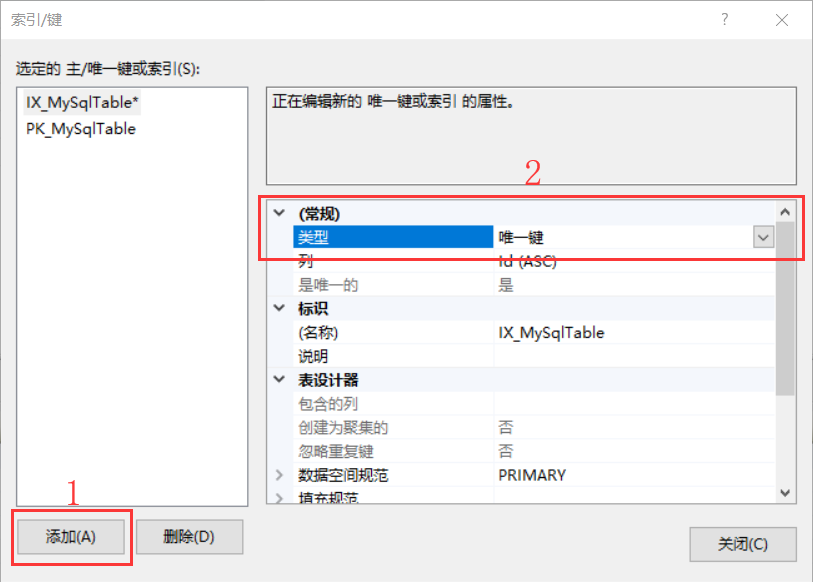 索引/键
?
选定的 主/唯一键或索引(S):
IX_MySqlTable*
PK_MySqlTable
正在编辑新的 唯一键或索引 的属性。
2
(常规)
类型 唯一键
列 Id (ASC)
是唯一的 是
标识
(名称) IX_MySqlTable
说明
表设计器
包含的列
创建为聚集的 否
忽略重复键 否
数据空间规范 PRIMARY
填充规范
1
添加(A) 删除(D)
关闭(C)